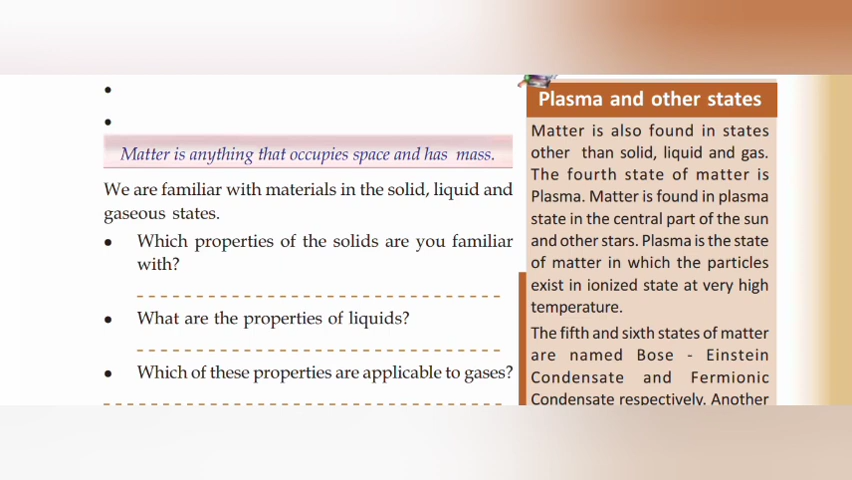 •
•
Matter is anything that occupies space and has mass.
We are familiar with materials in the solid, liquid and
gaseous states.
• Which properties of the solids are you familiar
with?
• What are the properties of liquids?
• Which of these properties are applicable to gases?
Plasma and other states
Matter is also found in states
other than solid, liquid and gas.
The fourth state of matter is
Plasma. Matter is found in plasma
state in the central part of the sun
and other stars. Plasma is the state
of matter in which the particles
exist in ionized state at very high
temperature.
The fifth and sixth states of matter
are named Bose - Einstein
Condensate and Fermionic
Condensate respectively. Another